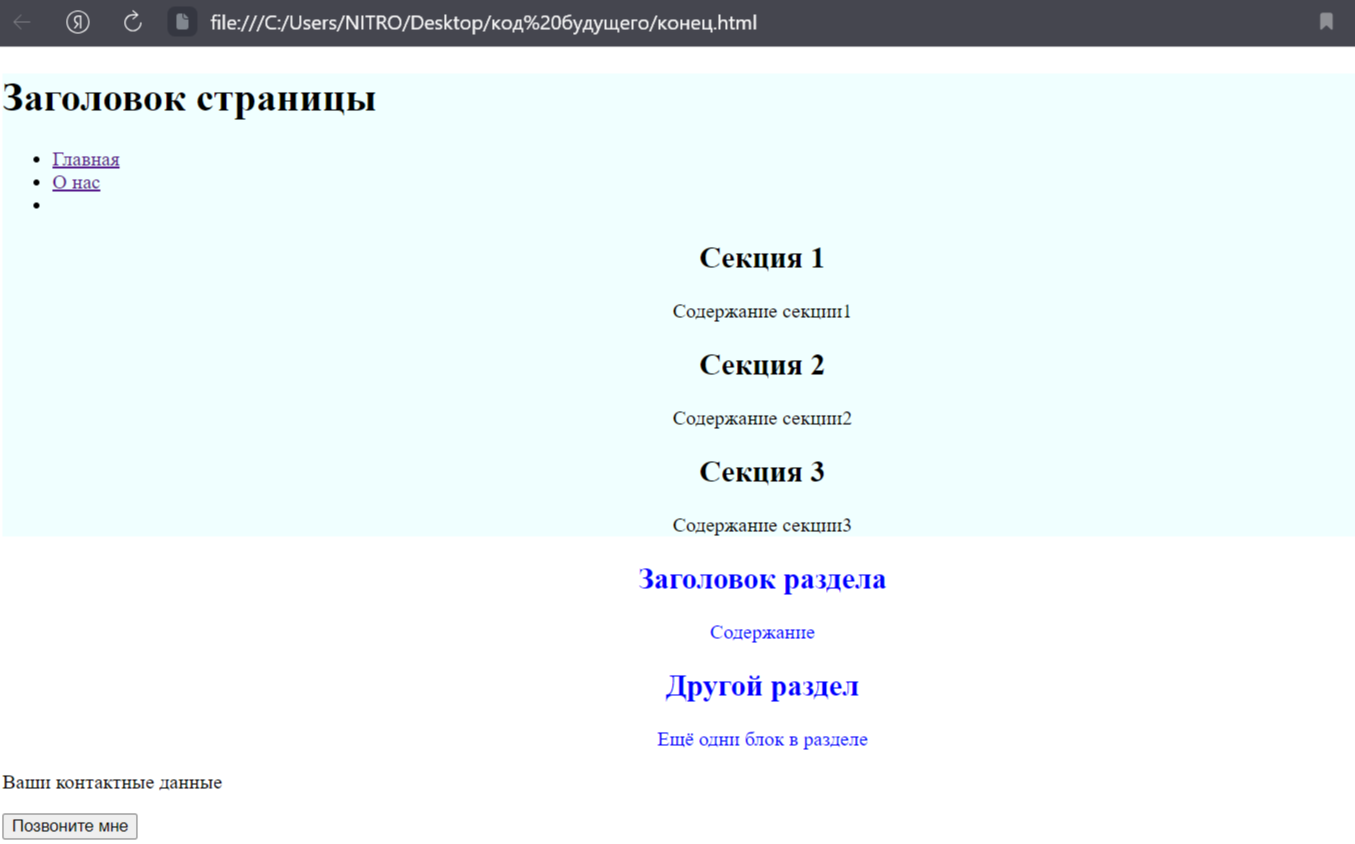 Я file:///C:/Users/NITRO/Desktop/код%20будущего/конец.html
Заголовок страницы
Главная
О нас
Секция 1
Содержание секции1
Секция 2
Содержание секции2
Секция 3
Содержание секции3
Заголовок раздела
Содержание
Другой раздел
Ещё одни блок в разделе
Ваши контактные данные
Позвоните мне